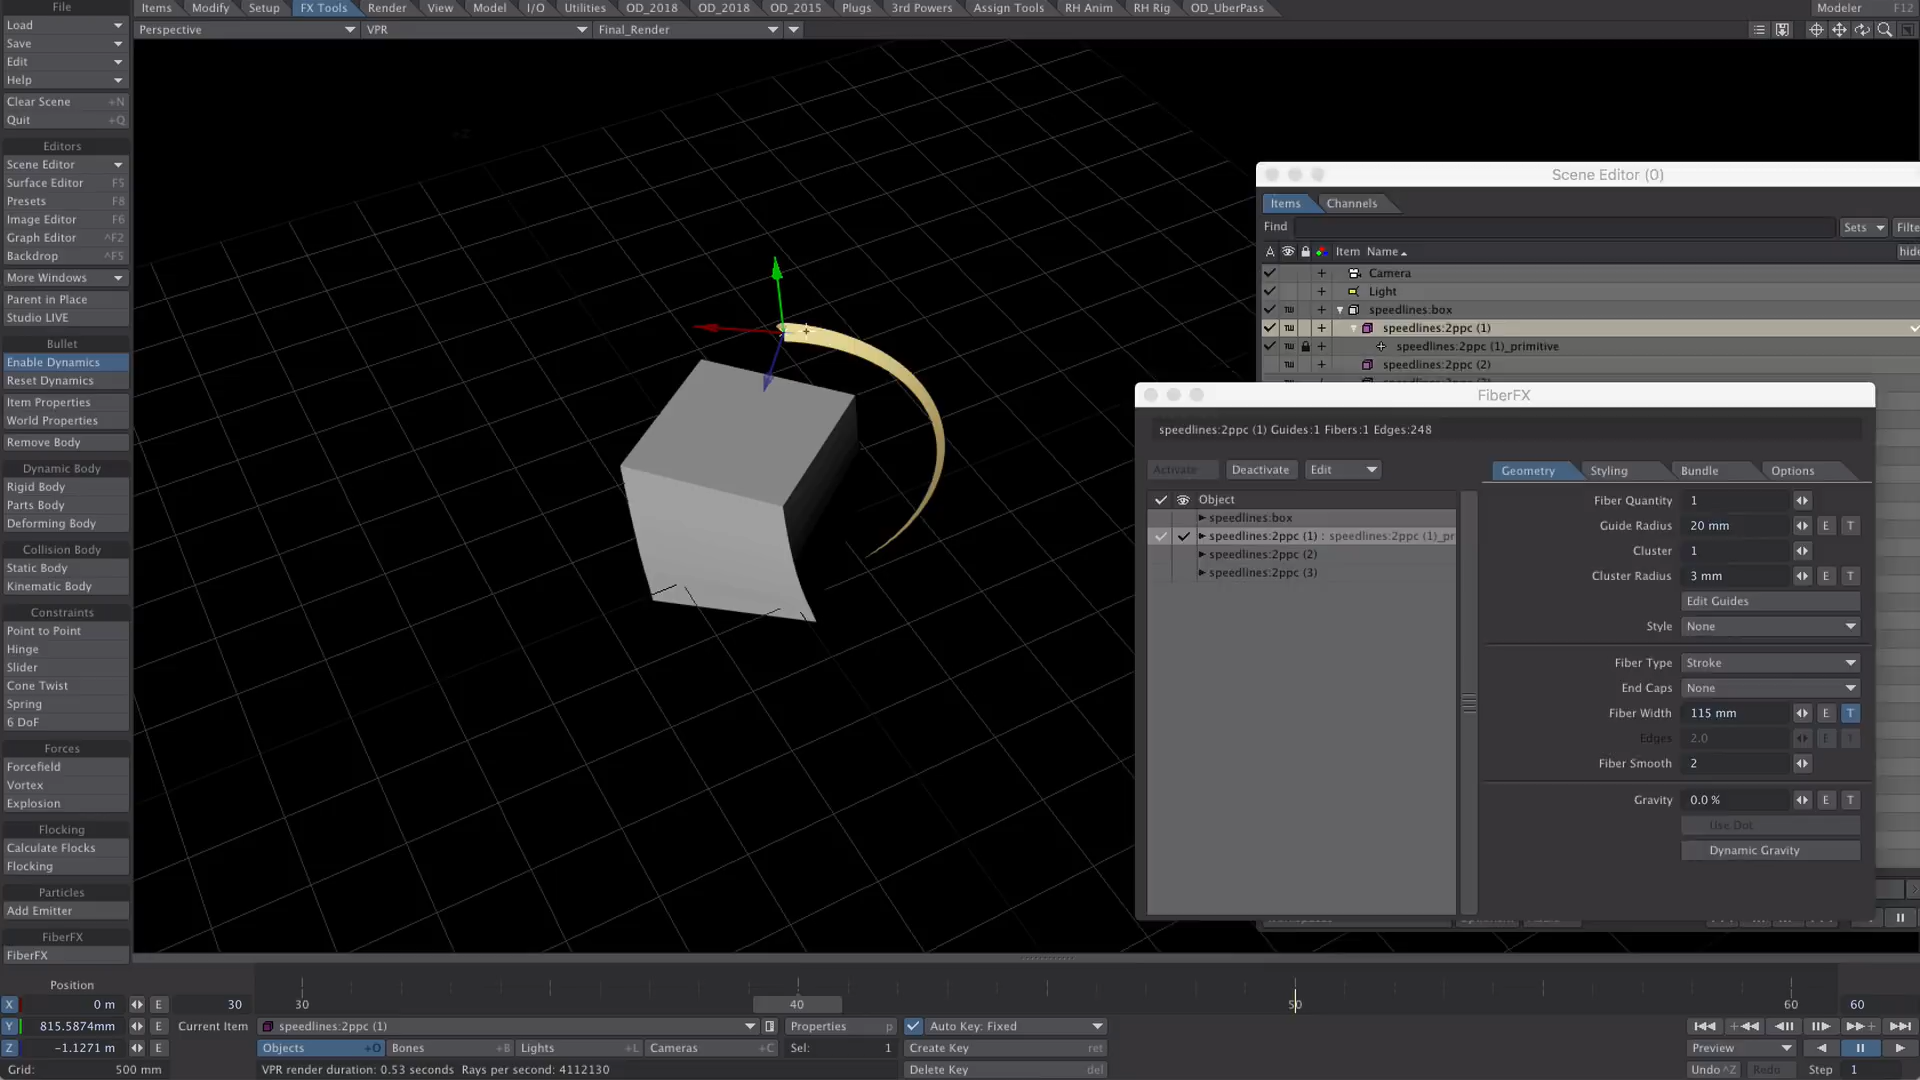 File Items Modify Setup FX Tools Render View Model I/O Utilities OD_2018 OD_2018 OD_2015 Plugs 3rd Powers Assign Tools RH Anim RH Rig OD_UberPass Modeler F12
Load Perspective VPR Final_Render
Save
Edit
Help
Clear Scene +N
Quit +Q
Editors
Scene Editor
Surface Editor F5
Presets F8
Image Editor F6
Graph Editor ^F2
Backdrop ^F5
More Windows
Parent in Place
Studio LIVE
Bullet
Enable Dynamics
Reset Dynamics
Item Properties
World Properties
Remove Body
Dynamic Body
Rigid Body
Parts Body
Deforming Body
Collision Body
Static Body
Kinematic Body
Constraints
Point to Point
Hinge
Slider
Cone Twist
Spring
6 DoF
Forces
Forcefield
Vortex
Explosion
Flocking
Calculate Flocks
Flocking
Particles
Add Emitter
FiberFX
FiberFX
Scene Editor (0)
Items Channels
Find Sets Filte
A Item Name hide
Camera
Light
speedlines:box
speedlines:2ppc (1)
speedlines:2ppc (1)_primitive
speedlines:2ppc (2)
FiberFX
speedlines:2ppc (1) Guides:1 Fibers:1 Edges:248
Activate Deactivate Edit Geometry Styling Bundle Options
Object
speedlines:box
speedlines:2ppc (1) : speedlines:2ppc (1)_pr
speedlines:2ppc (2)
speedlines:2ppc (3)
Fiber Quantity 1
Guide Radius 20 mm E T
Cluster 1
Cluster Radius 3 mm E T
Edit Guides
Style None
Fiber Type Stroke
End Caps None
Fiber Width 115 mm E T
Edges 2.0 E T
Fiber Smooth 2
Gravity 0.0 % E T
Use Dot
Dynamic Gravity
Position
X 0 m E 30 30 40 50 60 60
Y 815.5874mm E Current Item speedlines:2ppc (1) Properties p Auto Key: Fixed
Z -1.1271 m E Objects +O Bones +B Lights +L Cameras +C Sel: 1 Create Key ret Preview
Grid: 500 mm VPR render duration: 0.53 seconds Rays per second: 4112130 Delete Key del Undo ^Z Redo Step 1